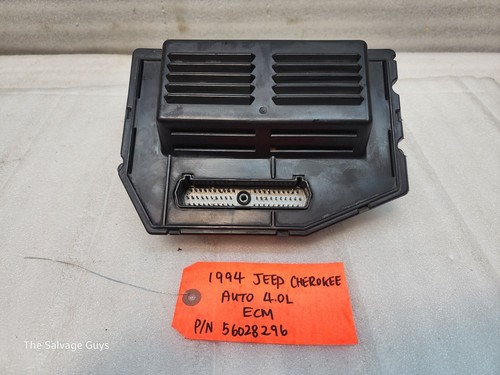 1994 JEEP CHEROKEE
AUTO 4.0L
ECM
P/N 56028296
The Salvage Guys